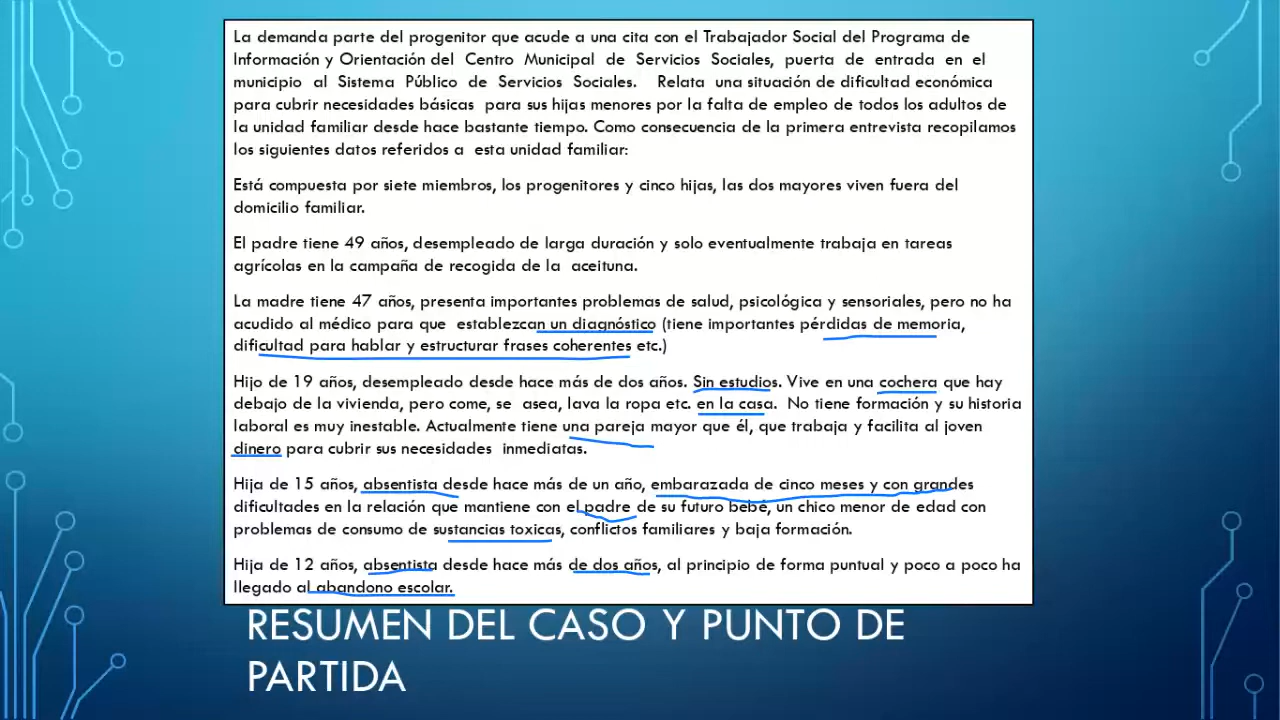 La demanda parte del progenitor que acude a una cita con el Trabajador Social del Programa de
Información y Orientación del Centro Municipal de Servicios Sociales, puerta de entrada en el
municipio al Sistema Público de Servicios Sociales. Relata una situación de dificultad económica
para cubrir necesidades básicas para sus hijas menores por la falta de empleo de todos los adultos de
la unidad familiar desde hace bastante tiempo. Como consecuencia de la primera entrevista recopilamos
los siguientes datos referidos a esta unidad familiar:
Está compuesta por siete miembros, los progenitores y cinco hijas, las dos mayores viven fuera del
domicilio familiar.
El padre tiene 49 años, desempleado de larga duración y solo eventualmente trabaja en tareas
agrícolas en la campaña de recogida de la aceituna.
La madre tiene 47 años, presenta importantes problemas de salud, psicológica y sensoriales, pero no ha
acudido al médico para que establezcan un diagnóstico (tiene importantes pérdidas de memoria,
dificultad para hablar y estructurar frases coherentes etc.)
Hijo de 19 años, desempleado desde hace más de dos años. Sin estudios. Vive en una cochera que hay
debajo de la vivienda, pero come, se asea, lava la ropa etc. en la casa. No tiene formación y su historia
laboral es muy inestable. Actualmente tiene una pareja mayor que él, que trabaja y facilita al joven
dinero para cubrir sus necesidades inmediatas.
Hija de 15 años, absentista desde hace más de un año, embarazada de cinco meses y con grandes
dificultades en la relación que mantiene con el padre de su futuro bebé, un chico menor de edad con
problemas de consumo de sustancias toxicas, conflictos familiares y baja formación.
Hija de 12 años, absentista desde hace más de dos años, al principio de forma puntual y poco a poco ha
llegado al abandono escolar.
RESUMEN DEL CASO Y PUNTO DE
PARTIDA